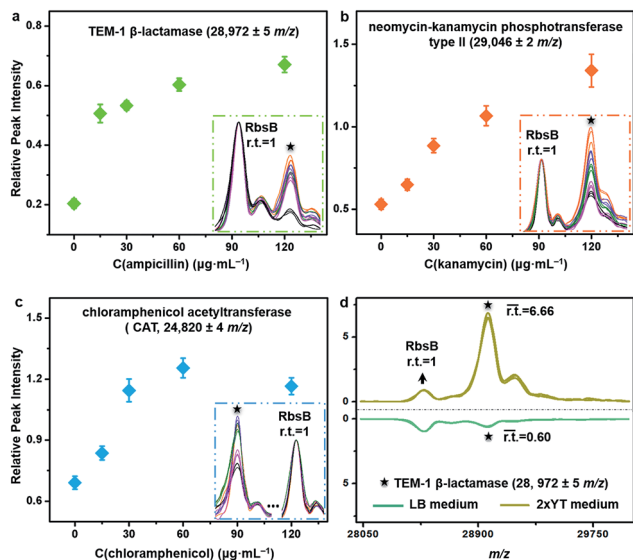 a
TEM-1 β-lactamase (28,972 ± 5 m/z)
Relative Peak Intensity
0.8
0.6
0.4
0.2
RbsB
r.t.=1
★
0 30 60 90 120
C(ampicillin) (μg·mL⁻¹)
b
neomycin-kanamycin phosphotransferase
type II (29,046 ± 2 m/z)
1.5
1.0
0.5
RbsB
r.t.=1
★
0 30 60 90 120
C(kanamycin) (μg·mL⁻¹)
c
chloramphenicol acetyltransferase
( CAT, 24,820 ± 4 m/z)
Relative Peak Intensity
1.5
1.2
0.9
0.6
★
RbsB
r.t.=1
•••
0 30 60 90 120
C(chloramphenicol) (μg·mL⁻¹)
d
5
0
0
5
★
r.t.=6.66
RbsB
r.t.=1
★
r.t.=0.60
★ TEM-1 β-lactamase (28, 972 ± 5 m/z)
LB medium 2xYT medium
28050 28900 29750
m/z